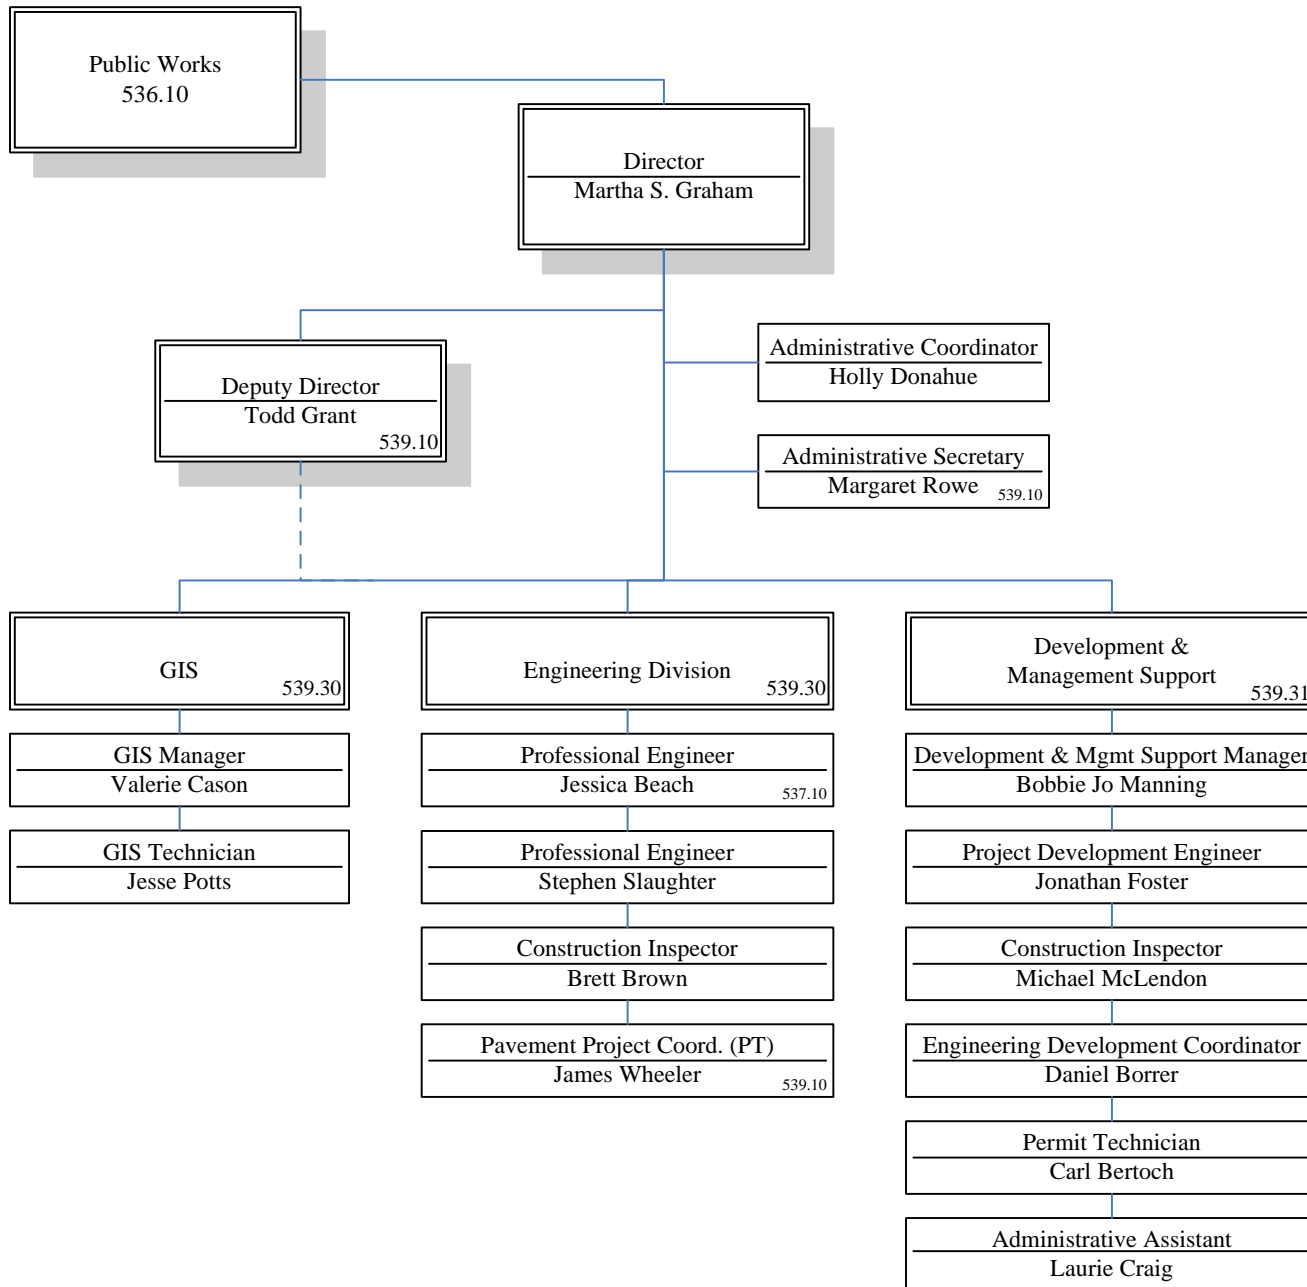 Public Works
536.10
Director
Martha S. Graham
Deputy Director
Todd Grant
539.10
Administrative Coordinator
Holly Donahue
Administrative Secretary
Margaret Rowe 539.10
GIS
539.30
GIS Manager
Valerie Cason
GIS Technician
Jesse Potts
Engineering Division
539.30
Professional Engineer
Jessica Beach 537.10
Professional Engineer
Stephen Slaughter
Construction Inspector
Brett Brown
Pavement Project Coord. (PT)
James Wheeler 539.10
Development &
Management Support
539.31
Development & Mgmt Support Manager
Bobbie Jo Manning
Project Development Engineer
Jonathan Foster
Construction Inspector
Michael McLendon
Engineering Development Coordinator
Daniel Borrer
Permit Technician
Carl Bertoch
Administrative Assistant
Laurie Craig